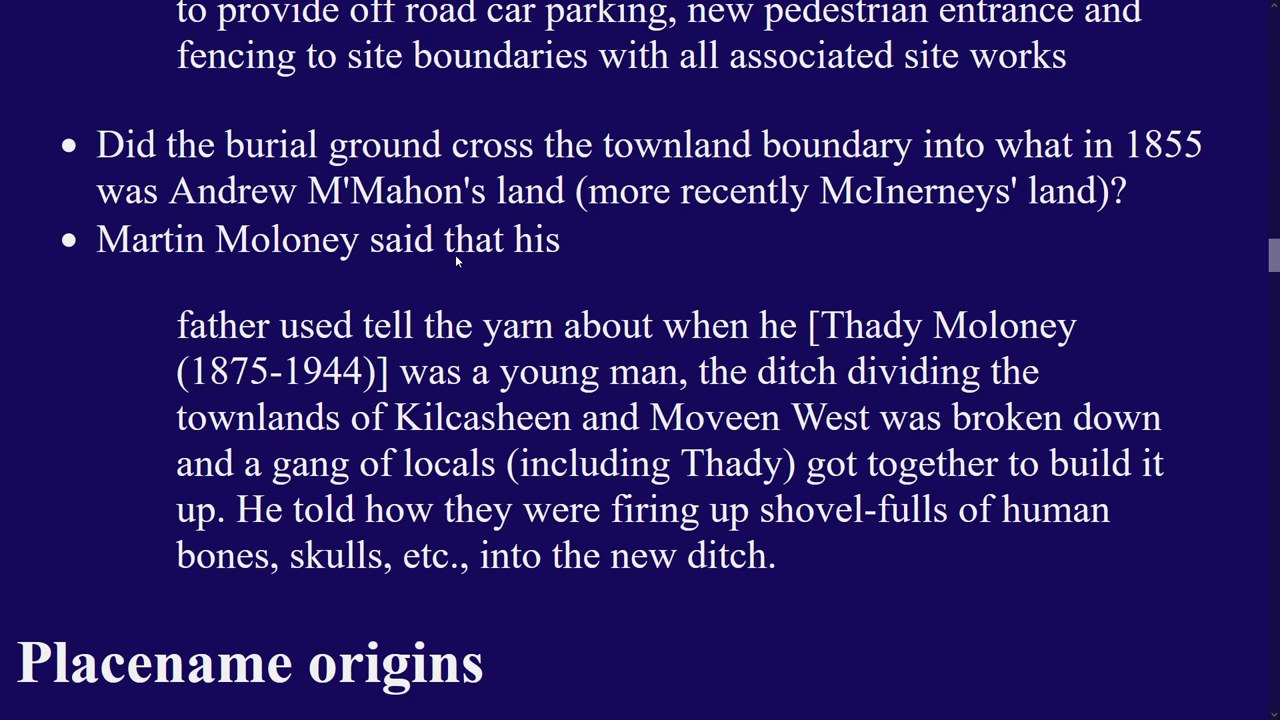 to provide off road car parking, new pedestrian entrance and
fencing to site boundaries with all associated site works
• Did the burial ground cross the townland boundary into what in 1855
was Andrew M'Mahon's land (more recently McInerneys' land)?
• Martin Moloney said that his
father used tell the yarn about when he [Thady Moloney
(1875-1944)] was a young man, the ditch dividing the
townlands of Kilcasheen and Moveen West was broken down
and a gang of locals (including Thady) got together to build it
up. He told how they were firing up shovel-fulls of human
bones, skulls, etc., into the new ditch.
Placename origins